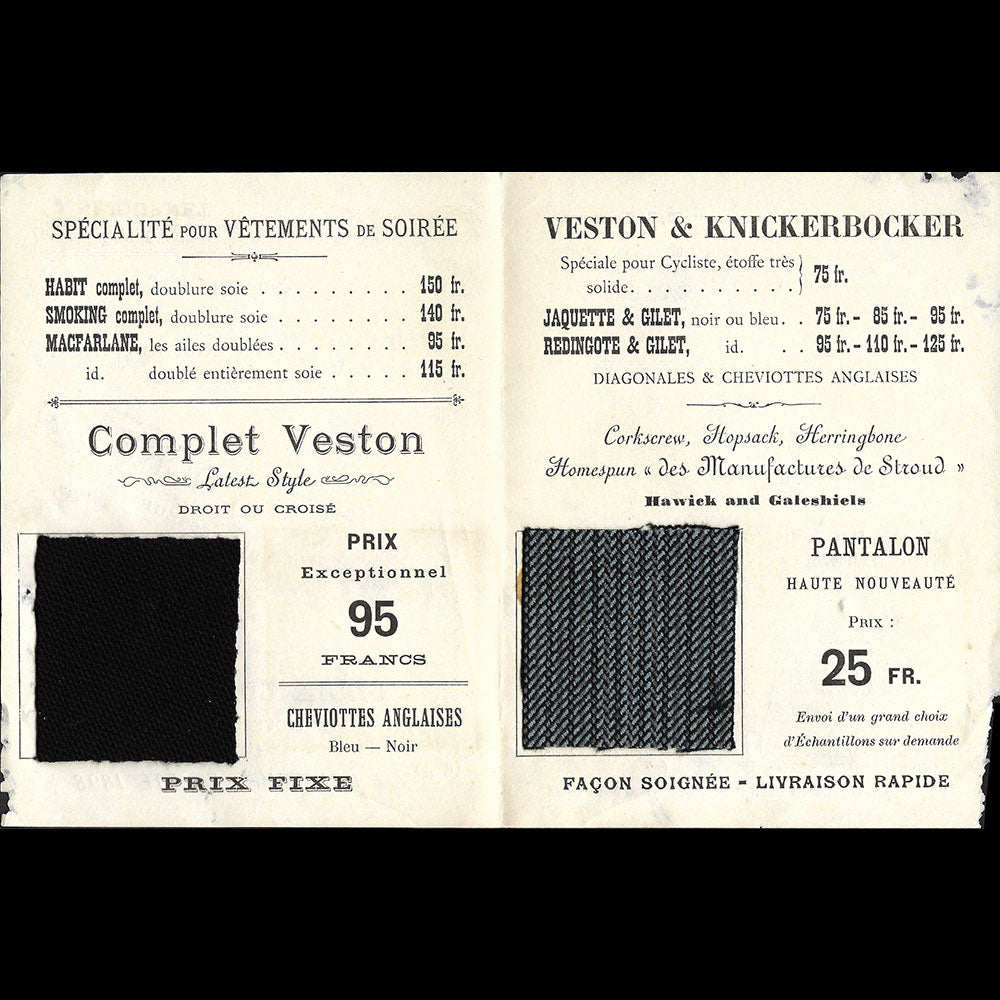 SPÉCIALITÉ POUR VÊTEMENTS DE SOIRÉE
HABIT complet, doublure soie . . . . . . . . . 150 fr.
SMOKING complet, doublure soie . . . . . . . . 140 fr.
MACFARLANE, les ailes doublées . . . . . . . . 95 fr.
id. doublé entièrement soie . . . . . 115 fr.
Complet Veston
Latest Style
DROIT OU CROISÉ
PRIX
Exceptionnel
95
FRANCS
CHEVIOTTES ANGLAISES
Bleu — Noir
PRIX FIXE
VESTON & KNICKERBOCKER
Spéciale pour Cycliste, étoffe très
solide. . . . . . . . . . . } 75 fr.
JAQUETTE & GILET, noir ou bleu. . 75 fr. - 85 fr. - 95 fr.
REDINGOTE & GILET, id. . . 95 fr. - 110 fr. - 125 fr.
DIAGONALES & CHEVIOTTES ANGLAISES
Corkscrew, Hopsack, Herringbone
Homespun « des Manufactures de Stroud »
Hawick and Galeshiels
PANTALON
HAUTE NOUVEAUTÉ
PRIX :
25 FR.
Envoi d'un grand choix
d'Échantillons sur demande
FAÇON SOIGNÉE - LIVRAISON RAPIDE